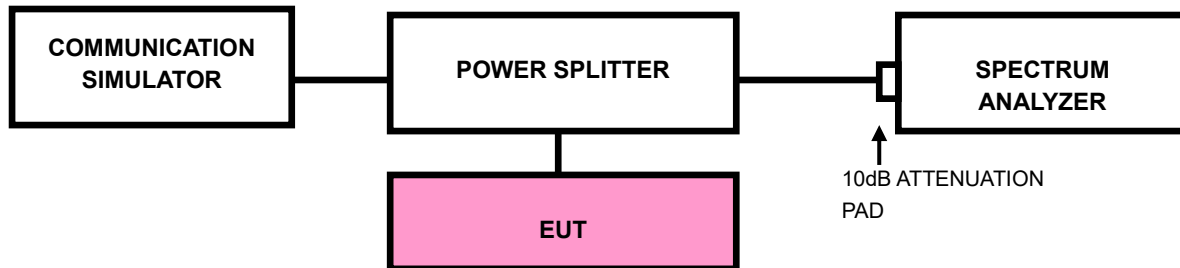 COMMUNICATION
SIMULATOR
POWER SPLITTER
SPECTRUM
ANALYZER
10dB ATTENUATION
PAD
EUT